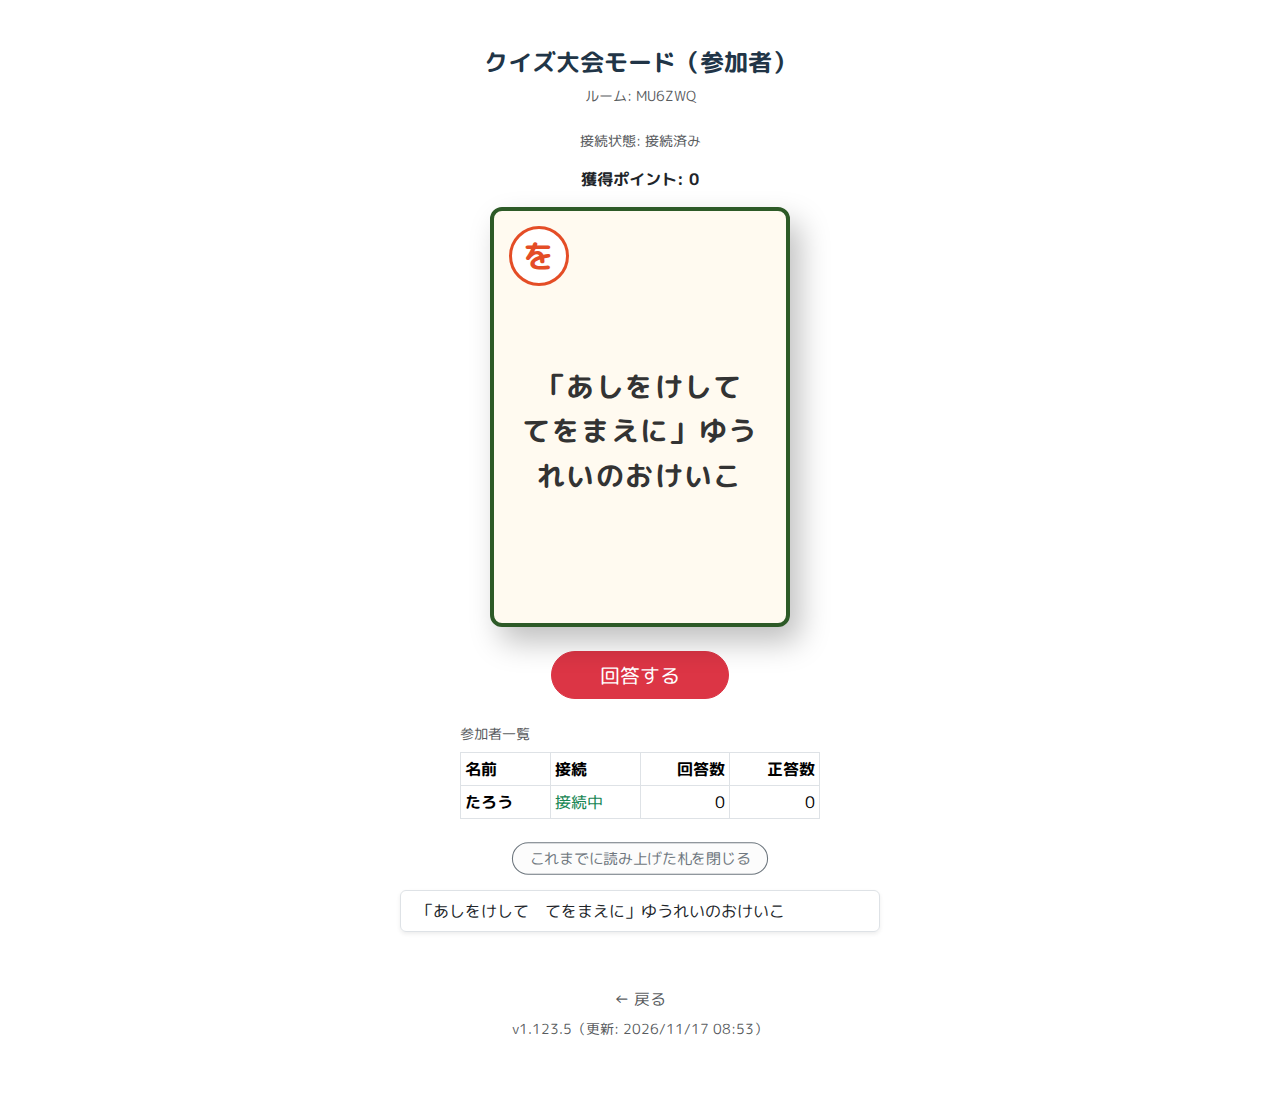 クイズ大会モード（参加者）
ルーム: MU6ZWQ
接続状態: 接続済み
獲得ポイント: 0
を
「あしをけして
てをまえに」ゆう
れいのおけいこ
回答する
参加者一覧
名前 接続 回答数 正答数
たろう 接続中 0 0
これまでに読み上げた札を閉じる
「あしをけして　てをまえに」ゆうれいのおけいこ
← 戻る
v1.123.5（更新: 2026/11/17 08:53）